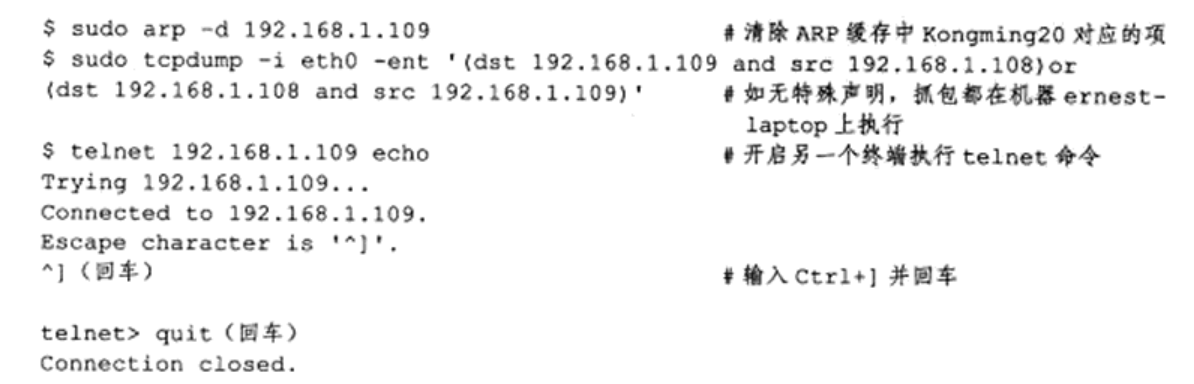 $ sudo arp -d 192.168.1.109 # 清除 ARP 缓存中 Kongming20 对应的项
$ sudo tcpdump -i eth0 -ent '(dst 192.168.1.109 and src 192.168.1.108)or
(dst 192.168.1.108 and src 192.168.1.109)' # 如无特殊声明，抓包都在机器 ernest-
laptop 上执行
$ telnet 192.168.1.109 echo # 开启另一个终端执行 telnet 命令
Trying 192.168.1.109...
Connected to 192.168.1.109.
Escape character is '^]'.
^]（回车） # 输入 Ctrl+] 并回车
telnet> quit（回车）
Connection closed.